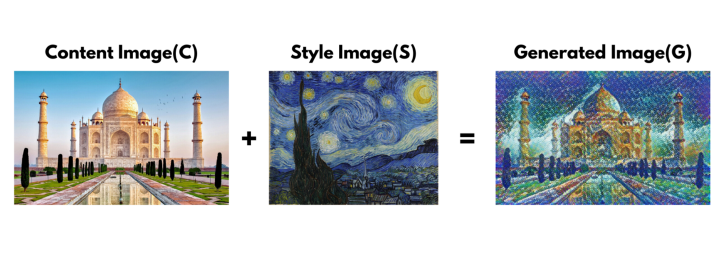 Content Image(C)
Style Image(S)
Generated Image(G)
+
=